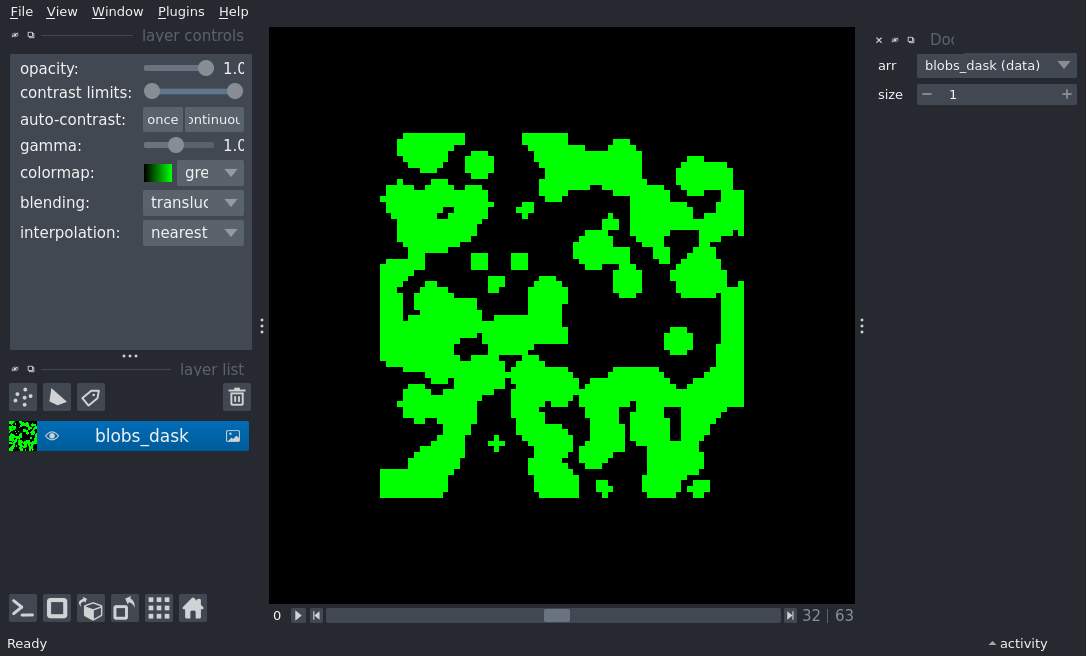 File View Window Plugins Help
layer controls
opacity: 1.0
contrast limits:
auto-contrast: once ontinuou
gamma: 1.0
colormap: gre
blending: transluc
interpolation: nearest
layer list
blobs_dask
0 32 | 63
Ready
activity
Doc
arr blobs_dask (data)
size 1